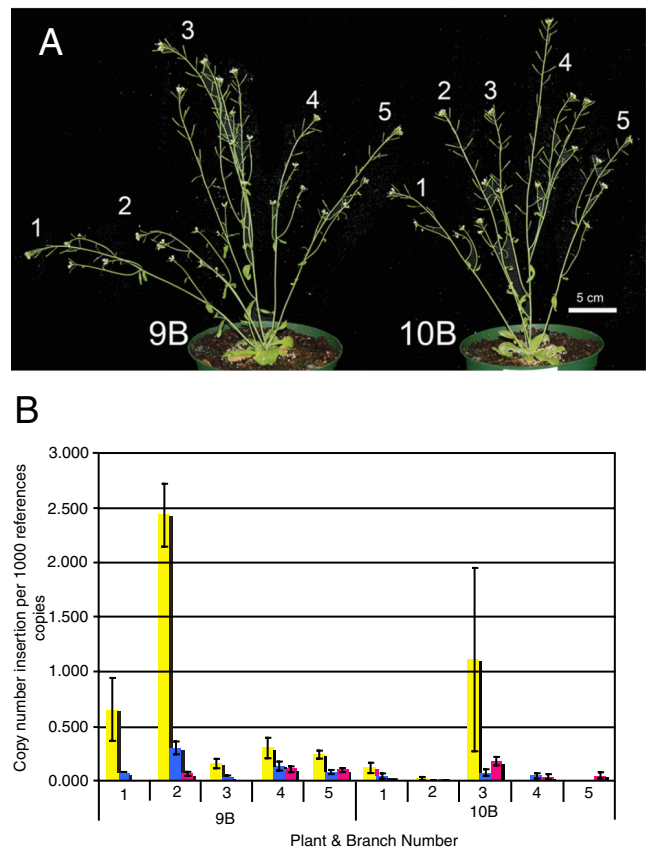 A
3
4
5
1
2
9B
2
3
4
5
1
10B
5 cm
B
Copy number insertion per 1000 references
copies
3.000
2.500
2.000
1.500
1.000
0.500
0.000
1 2 3 4 5 1 2 3 4 5
9B 10B
Plant & Branch Number